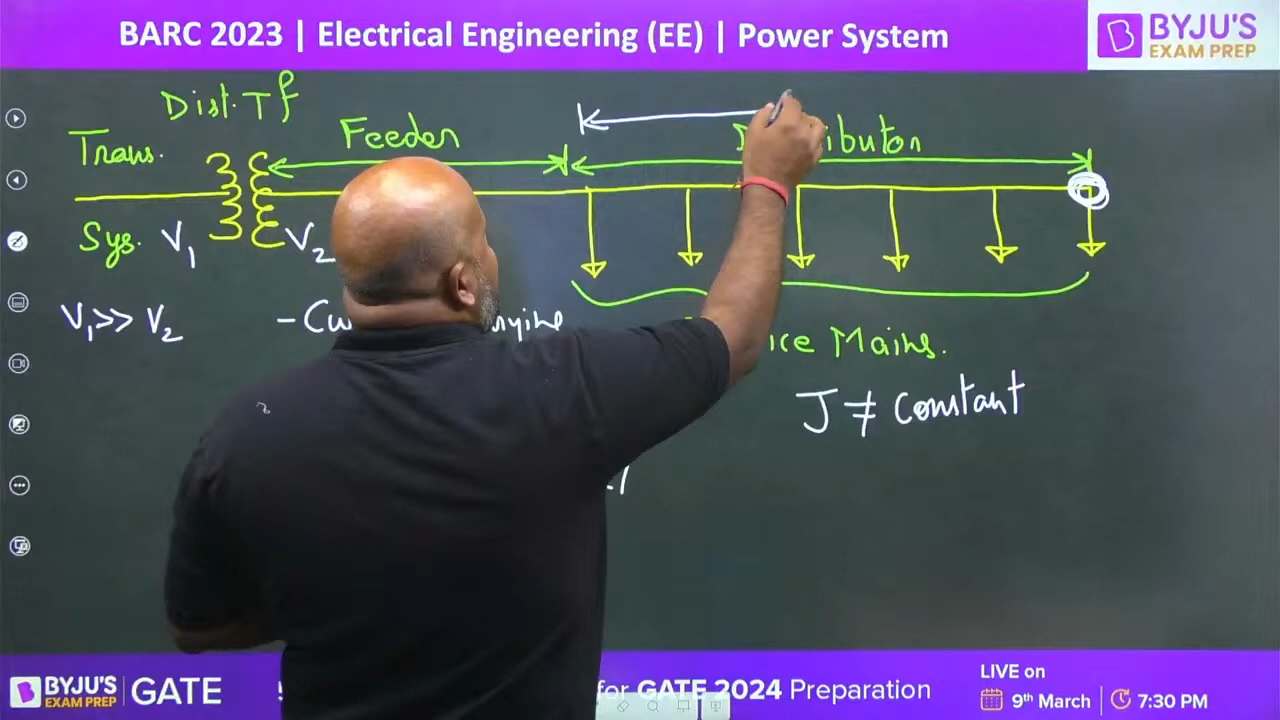 BARC 2023 | Electrical Engineering (EE) | Power System
BYJU'S
EXAM PREP
Dist. Tf
Trans.
Feeder
Sys.
V1
V2
V1 >> V2
Mains.
J ≠ Constant
BYJU'S
EXAM PREP
GATE
for GATE 2024 Preparation
LIVE on
9th March | 7:30 PM